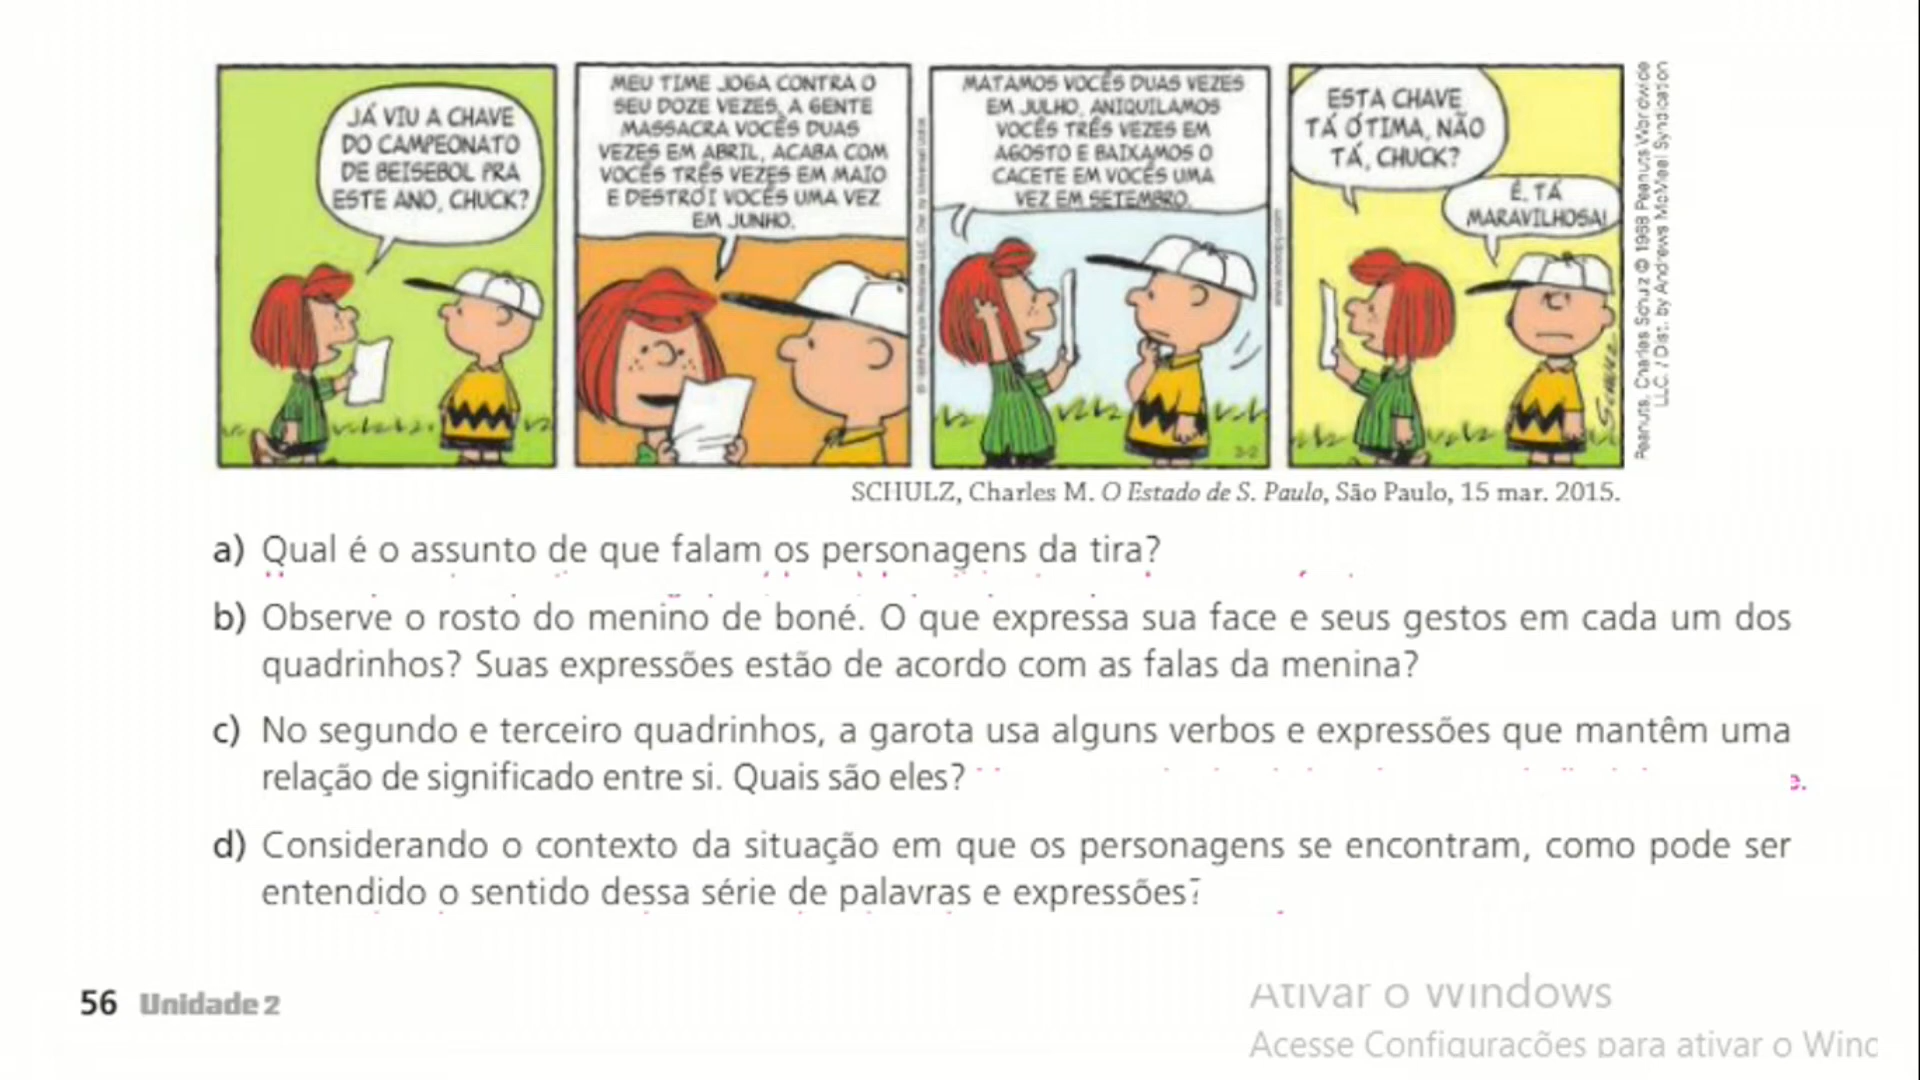 JÁ VIU A CHAVE
DO CAMPEONATO
DE BEISEBOL PRA
ESTE ANO, CHUCK?
MEU TIME JOGA CONTRA O
SEU DOZE VEZES, A GENTE
MASSACRA VOCÊS DUAS
VEZES EM ABRIL, ACABA COM
VOCÊS TRÊS VEZES EM MAIO
E DESTRÓI VOCÊS UMA VEZ
EM JUNHO.
MATAMOS VOCÊS DUAS VEZES
EM JULHO, ANIQUILAMOS
VOCÊS TRÊS VEZES EM
AGOSTO E BAIXAMOS O
CACETE EM VOCÊS UMA
VEZ EM SETEMBRO.
ESTA CHAVE
TÁ ÓTIMA, NÃO
TÁ, CHUCK?
É, TÁ
MARAVILHOSA!
www.snoopy.com
3-2
SCHULZ
Peanuts, Charles Schulz © 1988 Peanuts Worldwide
LLC. / Dist. by Andrews McMeel Syndication
SCHULZ, Charles M. O Estado de S. Paulo, São Paulo, 15 mar. 2015.
a) Qual é o assunto de que falam os personagens da tira?
b) Observe o rosto do menino de boné. O que expressa sua face e seus gestos em cada um dos
quadrinhos? Suas expressões estão de acordo com as falas da menina?
c) No segundo e terceiro quadrinhos, a garota usa alguns verbos e expressões que mantêm uma
relação de significado entre si. Quais são eles?
e.
d) Considerando o contexto da situação em que os personagens se encontram, como pode ser
entendido o sentido dessa série de palavras e expressões?
56 Unidade 2
Ativar o Windows
Acesse Configurações para ativar o Winc